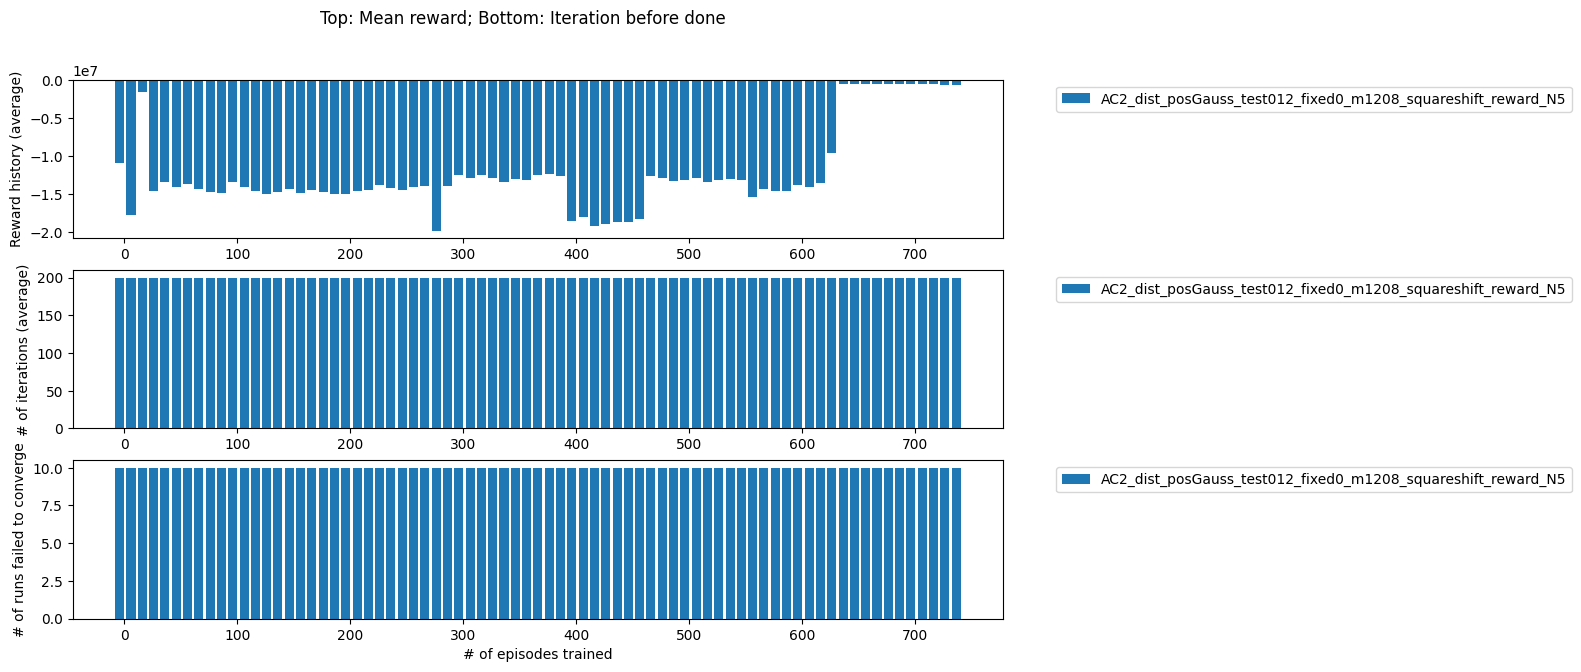 Top: Mean reward; Bottom: Iteration before done
1e7
Reward history (average)
0.0
−0.5
−1.0
−1.5
−2.0
0 100 200 300 400 500 600 700
AC2_dist_posGauss_test012_fixed0_m1208_squareshift_reward_N5
# of iterations (average)
200
150
100
50
0
0 100 200 300 400 500 600 700
AC2_dist_posGauss_test012_fixed0_m1208_squareshift_reward_N5
# of runs failed to converge
10.0
7.5
5.0
2.5
0.0
0 100 200 300 400 500 600 700
# of episodes trained
AC2_dist_posGauss_test012_fixed0_m1208_squareshift_reward_N5